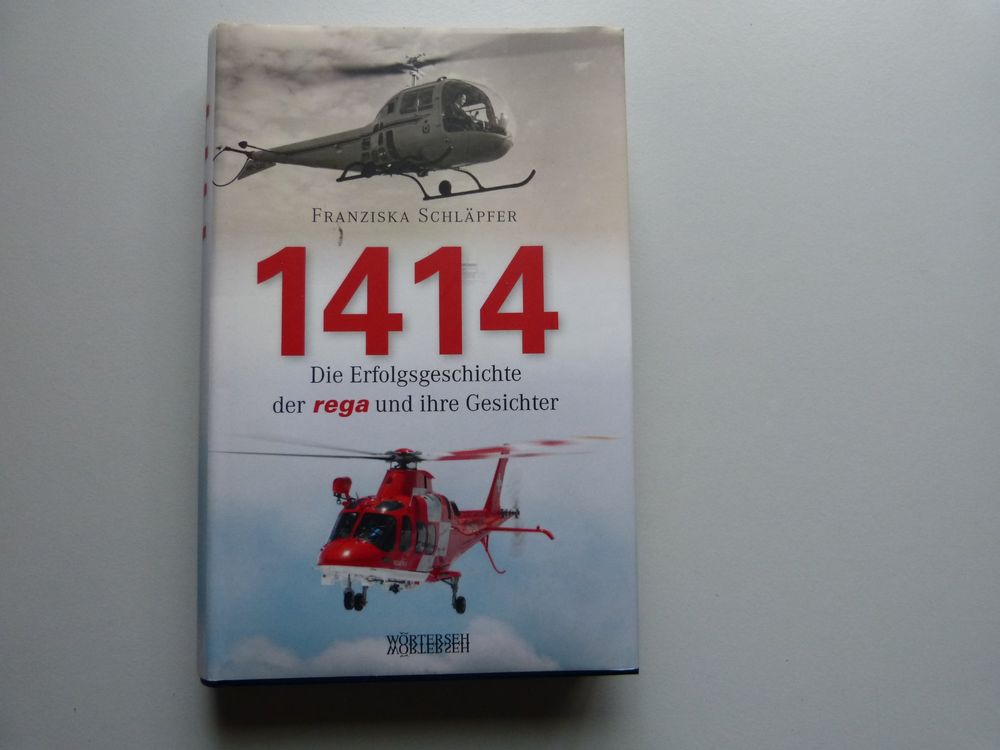 FRANZISKA SCHLÄPFER
1414
Die Erfolgsgeschichte
der rega und ihre Gesichter
WÖRTERSEH